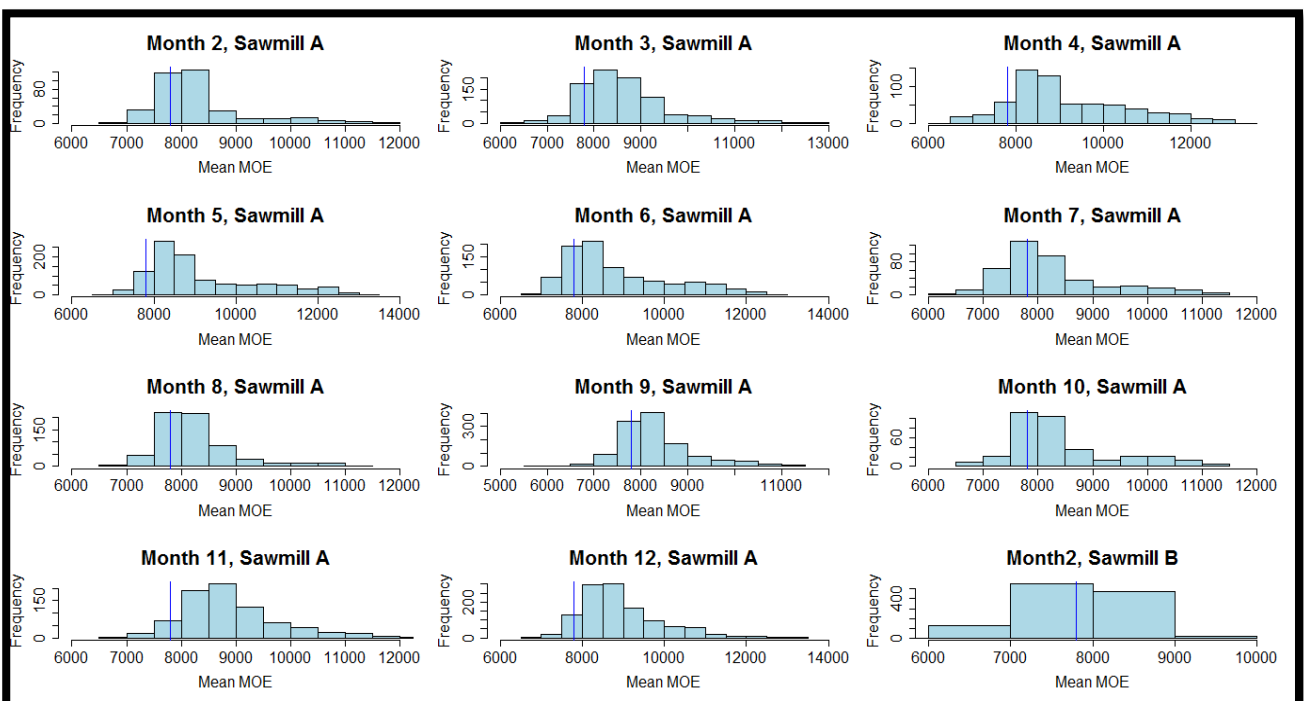 Month 2, Sawmill A
Frequency
0 80
6000 7000 8000 9000 10000 11000 12000
Mean MOE
Month 3, Sawmill A
Frequency
0 150
6000 7000 8000 9000 11000 13000
Mean MOE
Month 4, Sawmill A
Frequency
0 100
6000 8000 10000 12000
Mean MOE
Month 5, Sawmill A
Frequency
0 200
6000 8000 10000 12000 14000
Mean MOE
Month 6, Sawmill A
Frequency
0 150
6000 8000 10000 12000 14000
Mean MOE
Month 7, Sawmill A
Frequency
0 80
6000 7000 8000 9000 10000 11000 12000
Mean MOE
Month 8, Sawmill A
Frequency
0 150
6000 7000 8000 9000 10000 11000 12000
Mean MOE
Month 9, Sawmill A
Frequency
0 300
5000 6000 7000 8000 9000 11000
Mean MOE
Month 10, Sawmill A
Frequency
0 60
6000 7000 8000 9000 10000 11000 12000
Mean MOE
Month 11, Sawmill A
Frequency
0 150
6000 7000 8000 9000 10000 11000 12000
Mean MOE
Month 12, Sawmill A
Frequency
0 200
6000 8000 10000 12000 14000
Mean MOE
Month2, Sawmill B
Frequency
0 400
6000 7000 8000 9000 10000
Mean MOE